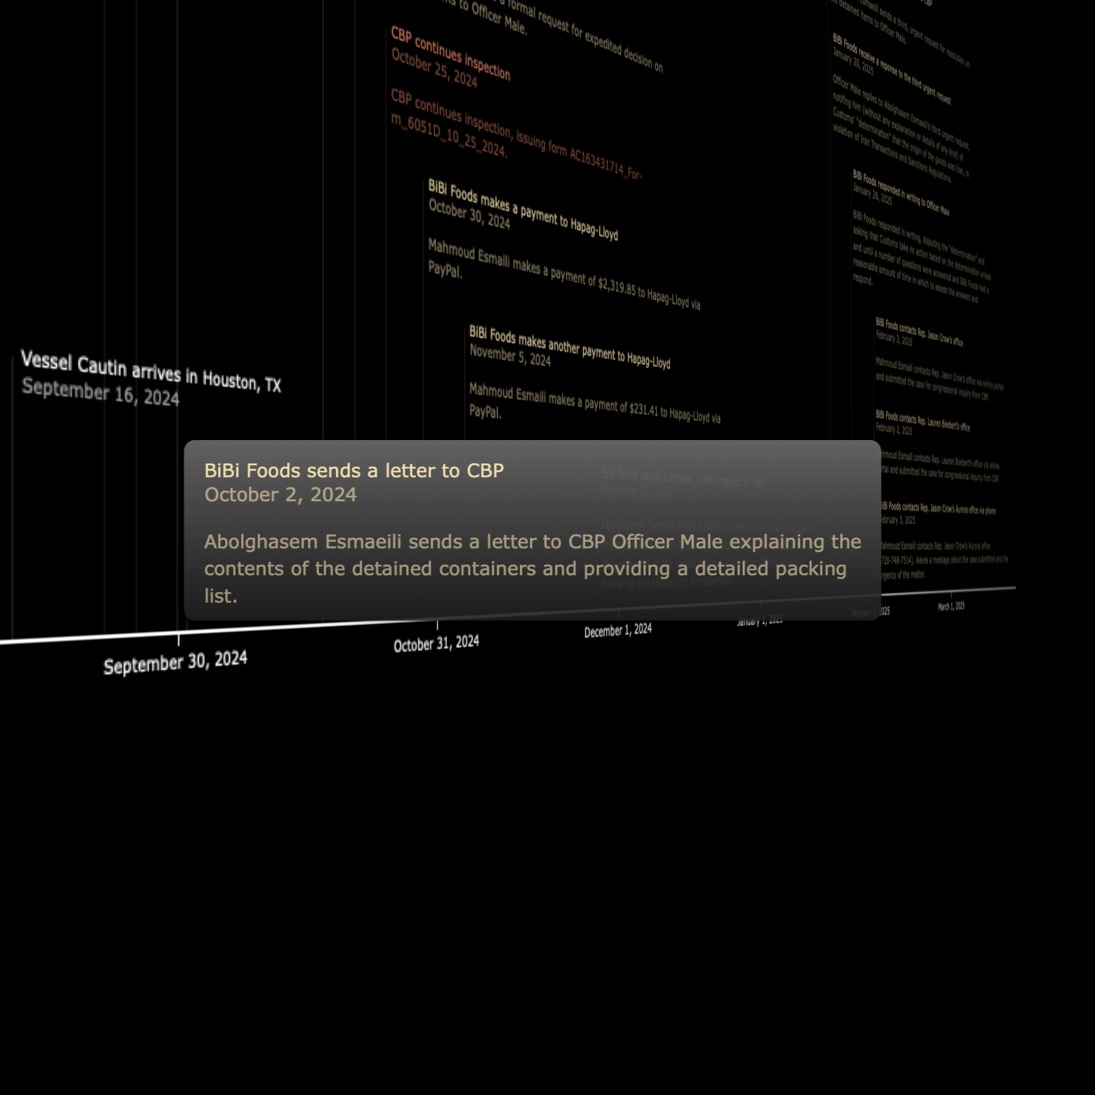 a formal request for expedited decision on
to Officer Male.
CBP continues inspection
October 25, 2024
CBP continues inspection, issuing form AC163431714_For-
m_6051D_10_25_2024.
BiBi Foods makes a payment to Hapag-Lloyd
October 30, 2024
Mahmoud Esmaili makes a payment of $2,319.85 to Hapag-Lloyd via
PayPal.
BiBi Foods makes another payment to Hapag-Lloyd
November 5, 2024
Mahmoud Esmaili makes a payment of $231.41 to Hapag-Lloyd via
PayPal.
Vessel Cautin arrives in Houston, TX
September 16, 2024
BiBi Foods sends a letter to CBP
October 2, 2024
Abolghasem Esmaeili sends a letter to CBP Officer Male explaining the
contents of the detained containers and providing a detailed packing
list.
sends a third, urgent request for resolution on
detained items to Officer Male.
BiBi Foods receive a reponse to the third urgent request
January 20, 2025
Officer Male replies to Abolghasem Esmaeili's third urgent request,
notifing him (without any explanation or details of any kind) of
Customs' "determination" that the origin of the goods was Iran, in
violation of Iran Transactions and Sanctions Regulations.
BiBi Foods responded in writing to Officer Male
January 26, 2025
BiBi Foods responded in writing, disputing the "determination" and
asking that Customs take no action based on the determination unless
and until a number of questions were answered and BiBi Foods had a
reasonable amount of time in which to assess the answers and
respond.
BiBi Foods contacts Rep. Jason Crow's office
February 2, 2025
Mahmoud Esmaili contacts Rep. Jason Crow's office via online portal
and submitted the case for congressional inquiry from CBP.
BiBi Foods contacts Rep. Lauren Boebert's office
February 2, 2025
Mahmoud Esmaili contacts Rep. Lauren Boebert's office via online
portal and submitted the case for congressional inquiry from CBP.
BiBi Foods contacts Rep. Jason Crow's Aurora office via phone
February 3, 2025
Mahmoud Esmaili contacts Rep. Jason Crow's Aurora office
(720-748-7514), leaves a message about the case submitted and the
urgency of the matter.
September 30, 2024
October 31, 2024
December 1, 2024
January 1, 2025
February 1, 2025
March 1, 2025